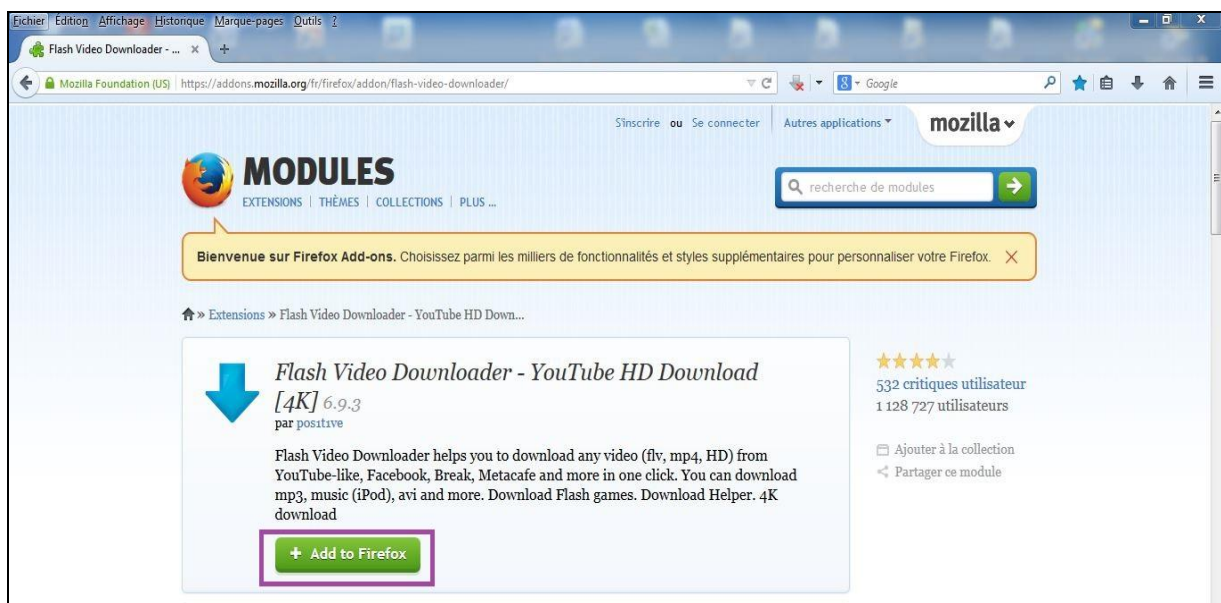 Fichier Édition Affichage Historique Marque-pages Outils ?
Flash Video Downloader - ... × +
Mozilla Foundation (US) https://addons.mozilla.org/fr/firefox/addon/flash-video-downloader/ Google
S'inscrire ou Se connecter Autres applications mozilla
MODULES
EXTENSIONS | THÈMES | COLLECTIONS | PLUS ...
recherche de modules
Bienvenue sur Firefox Add-ons. Choisissez parmi les milliers de fonctionnalités et styles supplémentaires pour personnaliser votre Firefox.
» Extensions » Flash Video Downloader - YouTube HD Down...
Flash Video Downloader - YouTube HD Download
[4K] 6.9.3
par pos1t1ve
Flash Video Downloader helps you to download any video (flv, mp4, HD) from
YouTube-like, Facebook, Break, Metacafe and more in one click. You can download
mp3, music (iPod), avi and more. Download Flash games. Download Helper. 4K
download
+ Add to Firefox
532 critiques utilisateur
1 128 727 utilisateurs
Ajouter à la collection
Partager ce module